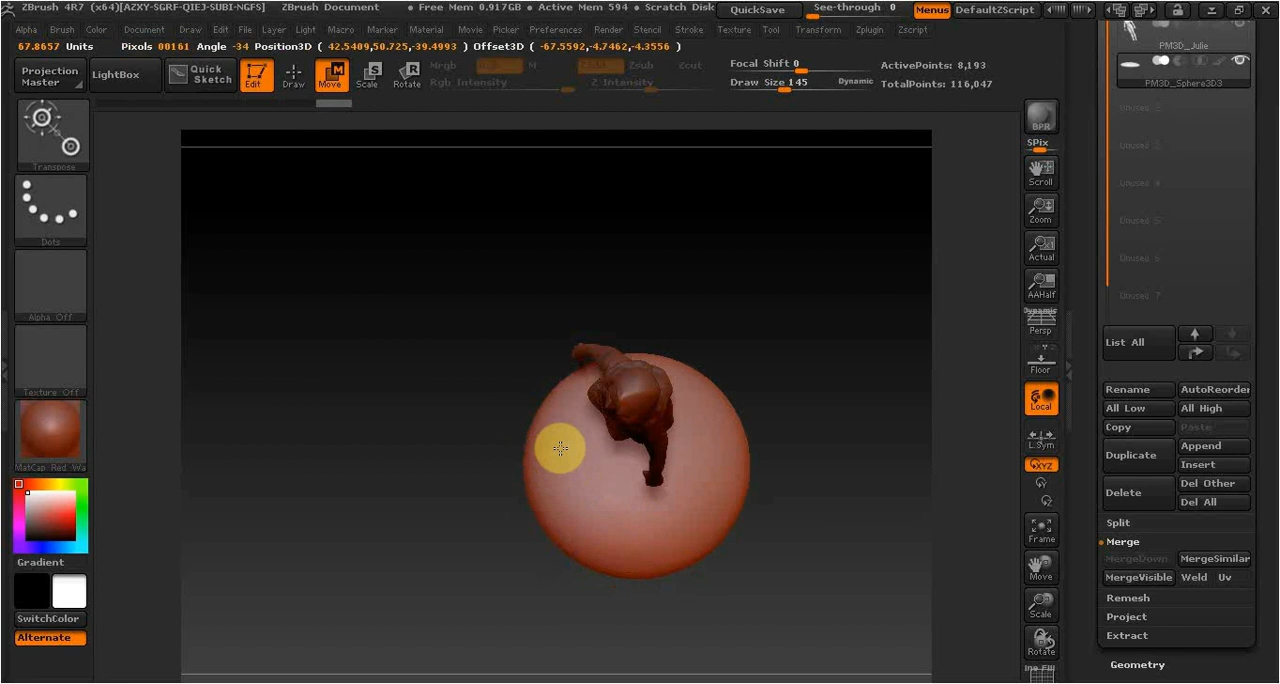 ZBrush 4R7 (x64)[AZXY-SGRF-QIEJ-SUBI-NGFS] ZBrush Document • Free Mem 0.917GB • Active Mem 594 • Scratch Disk QuickSave See-through 0 Menus DefaultZScript
Alpha Brush Color Document Draw Edit File Layer Light Macro Marker Material Movie Picker Preferences Render Stencil Stroke Texture Tool Transform Zplugin Zscript
67.8657 Units Pixols 00161 Angle -34 Position3D ( 42.5409,50.725,-39.4993 ) Offset3D ( -67.5592,-4.7462,-4.3556 )
Projection Master
LightBox
Quick Sketch
Edit
Draw
Move
Scale
Rotate
Mrgb
M
Zsub
Zcut
Rgb Intensity
Z Intensity
Focal Shift 0
Draw Size 145
Dynamic
ActivePoints: 8,193
TotalPoints: 116,047
Transpose
Dots
Alpha Off
Texture Off
MatCap Red Wa
Gradient
SwitchColor
Alternate
BPR
SPix
Scroll
Zoom
Actual
AAHalf
Dynamic
Persp
Floor
Local
L.Sym
XYZ
Frame
Move
Scale
Rotate
PM3D_Julie
PM3D_Sphere3D3
Unused 2
Unused 3
Unused 4
Unused 5
Unused 6
Unused 7
List All
Rename AutoReorder
All Low All High
Copy Paste
Duplicate Append
Insert
Delete Del Other
Del All
Split
Merge
MergeDown MergeSimilar
MergeVisible Weld Uv
Remesh
Project
Extract
Geometry